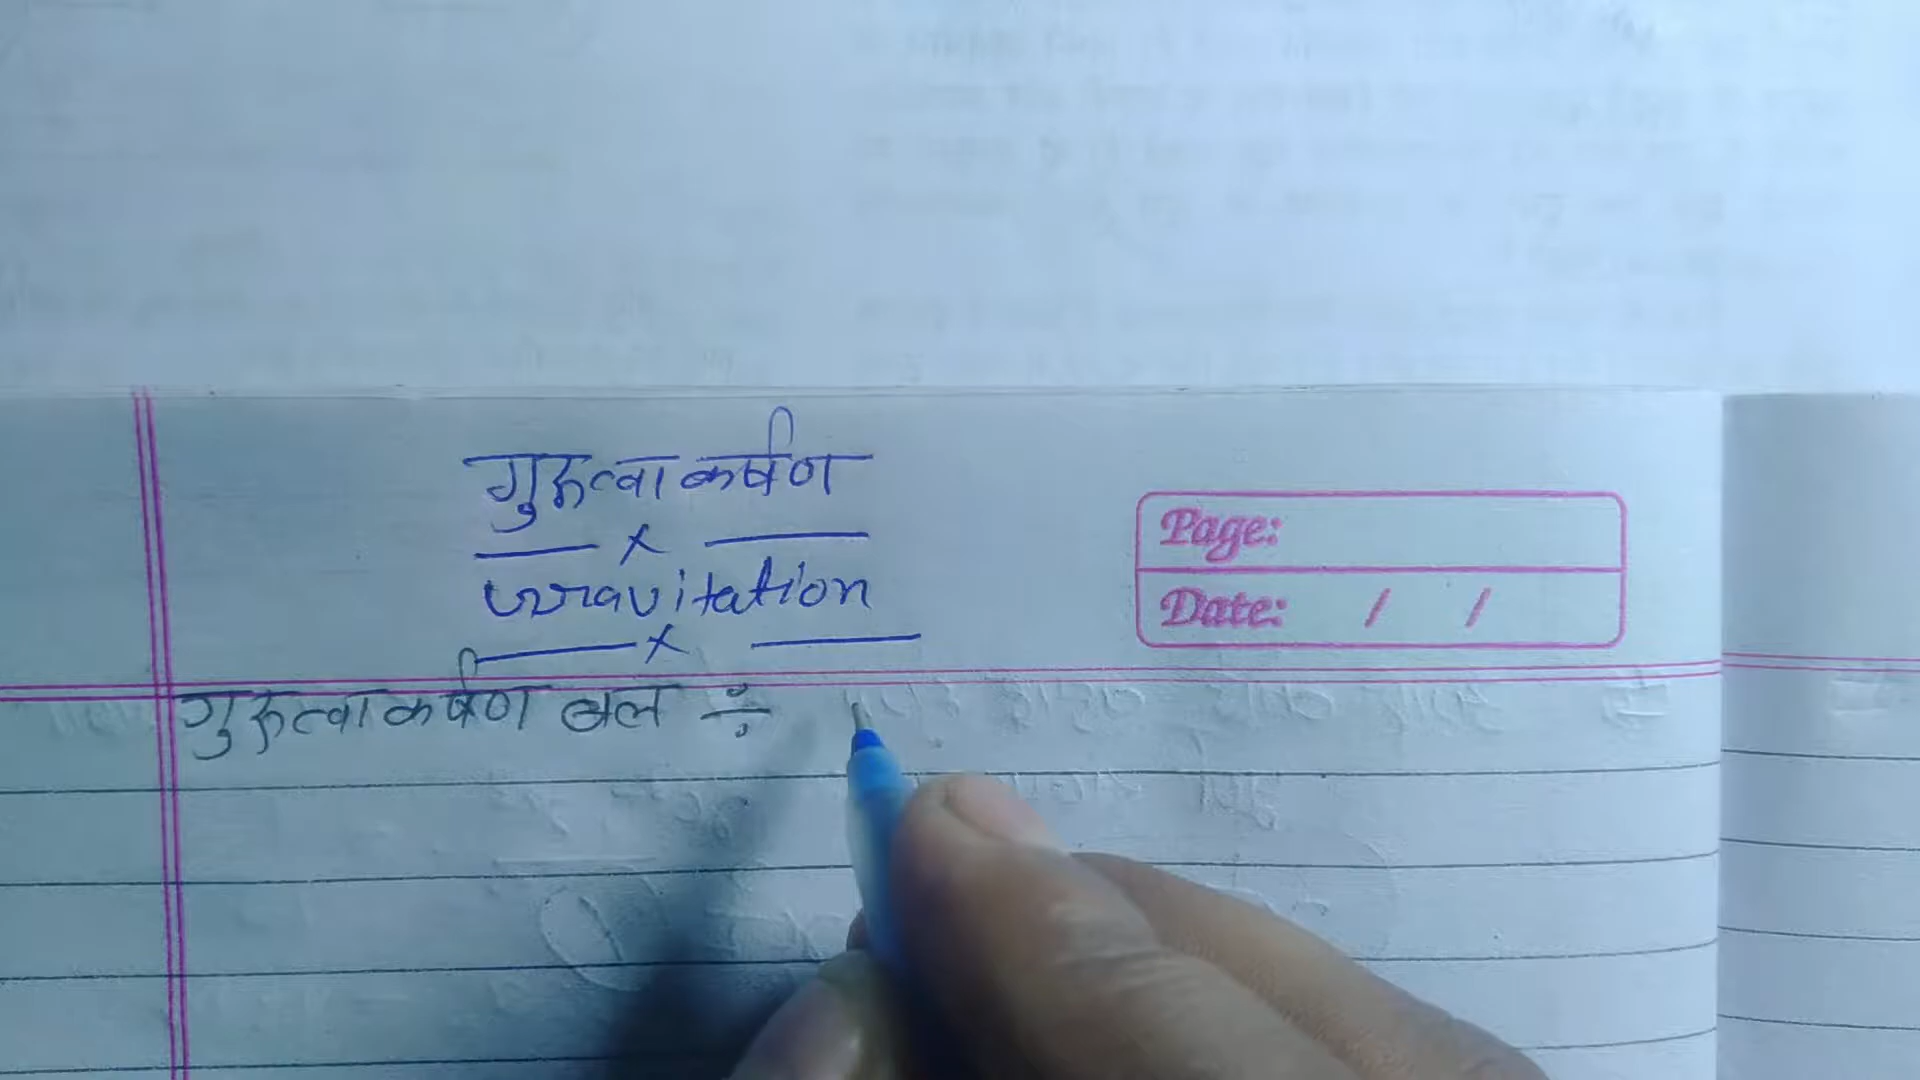 गुरुत्वाकर्षण
x
Gravitation
x
Page:
Date: / /
गुरुत्वाकर्षण बल ÷